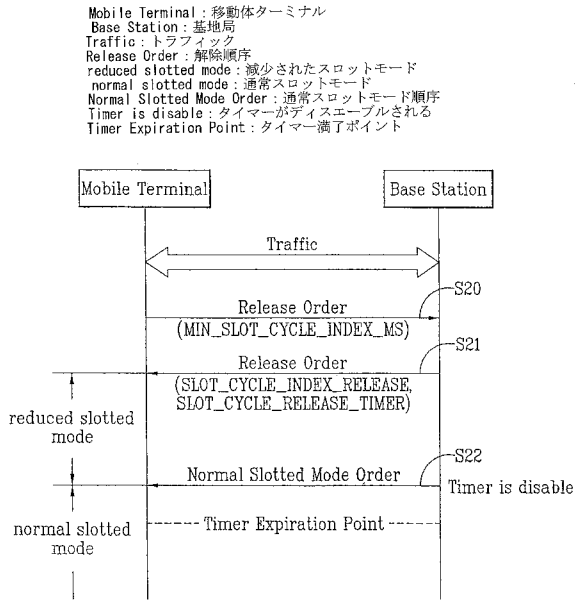 Mobile Terminal：移動体ターミナル
Base Station：基地局
Traffic：トラフィック
Release Order：解除順序
reduced slotted mode：減少されたスロットモード
normal slotted mode：通常スロットモード
Normal Slotted Mode Order：通常スロットモード順序
Timer is disable：タイマーがディスエーブルされる
Timer Expiration Point：タイマー満了ポイント
Mobile Terminal
Base Station
Traffic
S20
Release Order
(MIN_SLOT_CYCLE_INDEX_MS)
S21
Release Order
(SLOT_CYCLE_INDEX_RELEASE,
SLOT_CYCLE_RELEASE_TIMER)
reduced slotted
mode
S22
Normal Slotted Mode Order
Timer is disable
Timer Expiration Point
normal slotted
mode